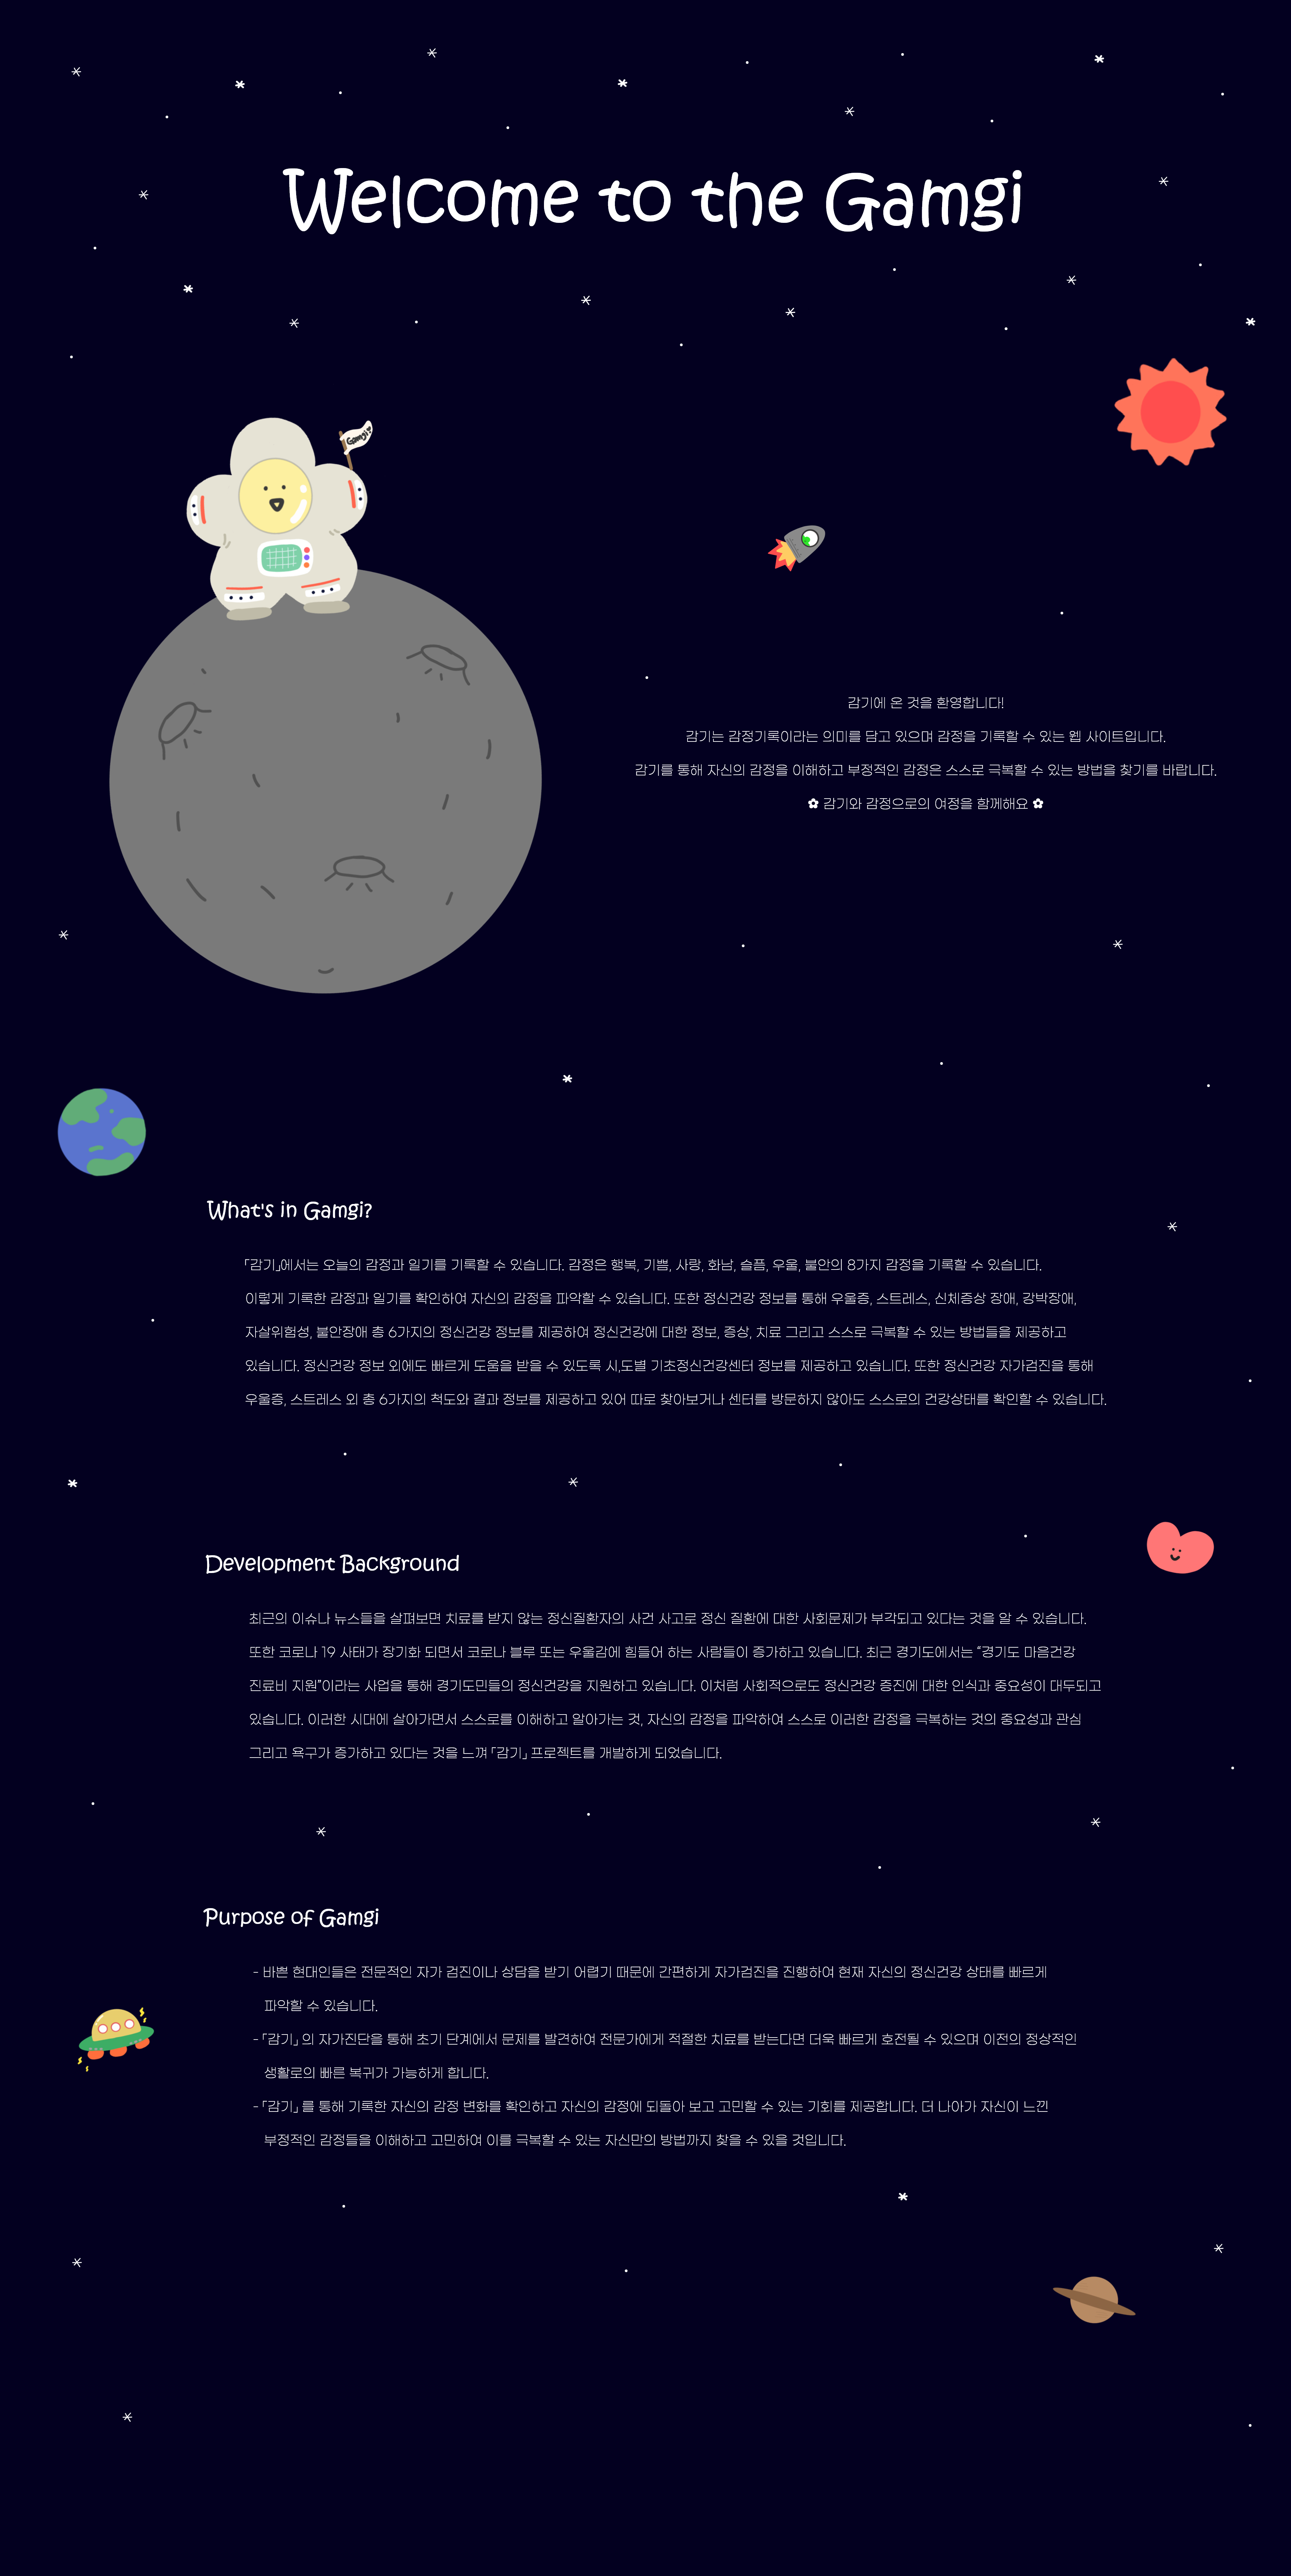 Welcome to the Gamgi
Gamgi
감기에 온 것을 환영합니다!
감기는 감정기록이라는 의미를 담고 있으며 감정을 기록할 수 있는 웹 사이트입니다.
감기를 통해 자신의 감정을 이해하고 부정적인 감정은 스스로 극복할 수 있는 방법을 찾기를 바랍니다.
✿ 감기와 감정으로의 여정을 함께해요 ✿
What's in Gamgi?
「감기」에서는 오늘의 감정과 일기를 기록할 수 있습니다. 감정은 행복, 기쁨, 사랑, 화남, 슬픔, 우울, 불안의 8가지 감정을 기록할 수 있습니다.
이렇게 기록한 감정과 일기를 확인하여 자신의 감정을 파악할 수 있습니다. 또한 정신건강 정보를 통해 우울증, 스트레스, 신체증상 장애, 강박장애,
자살위험성, 불안장애 총 6가지의 정신건강 정보를 제공하여 정신건강에 대한 정보, 증상, 치료 그리고 스스로 극복할 수 있는 방법들을 제공하고
있습니다. 정신건강 정보 외에도 빠르게 도움을 받을 수 있도록 시,도별 기초정신건강센터 정보를 제공하고 있습니다. 또한 정신건강 자가검진을 통해
우울증, 스트레스 외 총 6가지의 척도와 결과 정보를 제공하고 있어 따로 찾아보거나 센터를 방문하지 않아도 스스로의 건강상태를 확인할 수 있습니다.
Development Background
최근의 이슈나 뉴스들을 살펴보면 치료를 받지 않는 정신질환자의 사건 사고로 정신 질환에 대한 사회문제가 부각되고 있다는 것을 알 수 있습니다.
또한 코로나 19 사태가 장기화 되면서 코로나 블루 또는 우울감에 힘들어 하는 사람들이 증가하고 있습니다. 최근 경기도에서는 “경기도 마음건강
진료비 지원”이라는 사업을 통해 경기도민들의 정신건강을 지원하고 있습니다. 이처럼 사회적으로도 정신건강 증진에 대한 인식과 중요성이 대두되고
있습니다. 이러한 시대에 살아가면서 스스로를 이해하고 알아가는 것, 자신의 감정을 파악하여 스스로 이러한 감정을 극복하는 것의 중요성과 관심
그리고 욕구가 증가하고 있다는 것을 느껴 「감기」 프로젝트를 개발하게 되었습니다.
Purpose of Gamgi
- 바쁜 현대인들은 전문적인 자가 검진이나 상담을 받기 어렵기 때문에 간편하게 자가검진을 진행하여 현재 자신의 정신건강 상태를 빠르게
파악할 수 있습니다.
- 「감기」 의 자가진단을 통해 초기 단계에서 문제를 발견하여 전문가에게 적절한 치료를 받는다면 더욱 빠르게 호전될 수 있으며 이전의 정상적인
생활로의 빠른 복귀가 가능하게 합니다.
- 「감기」 를 통해 기록한 자신의 감정 변화를 확인하고 자신의 감정에 되돌아 보고 고민할 수 있는 기회를 제공합니다. 더 나아가 자신이 느낀
부정적인 감정들을 이해하고 고민하여 이를 극복할 수 있는 자신만의 방법까지 찾을 수 있을 것입니다.